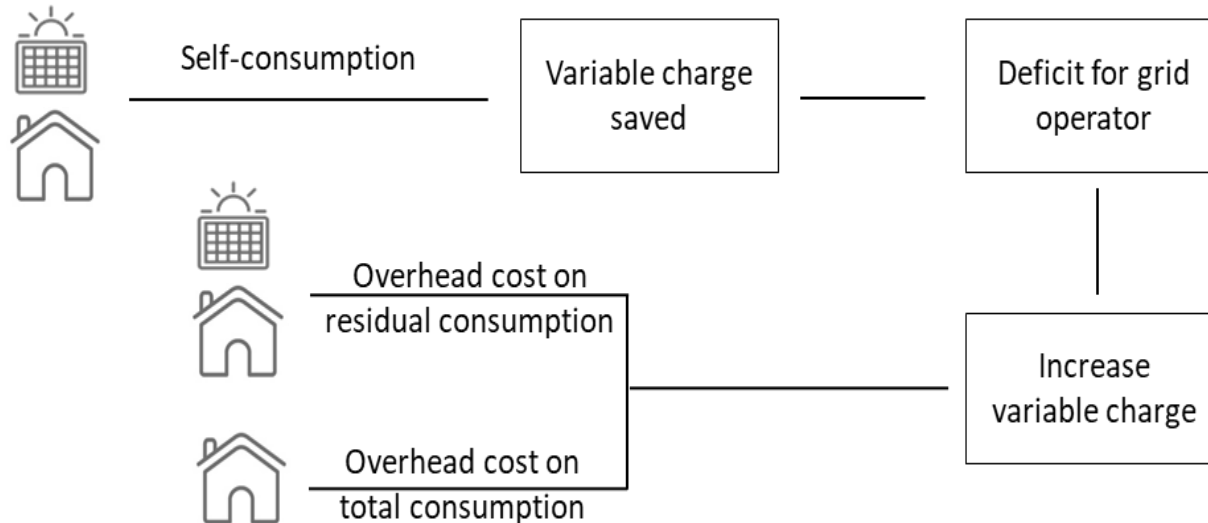 Self-consumption
Variable charge
saved
Deficit for grid
operator
Overhead cost on
residual consumption
Increase
variable charge
Overhead cost on
total consumption